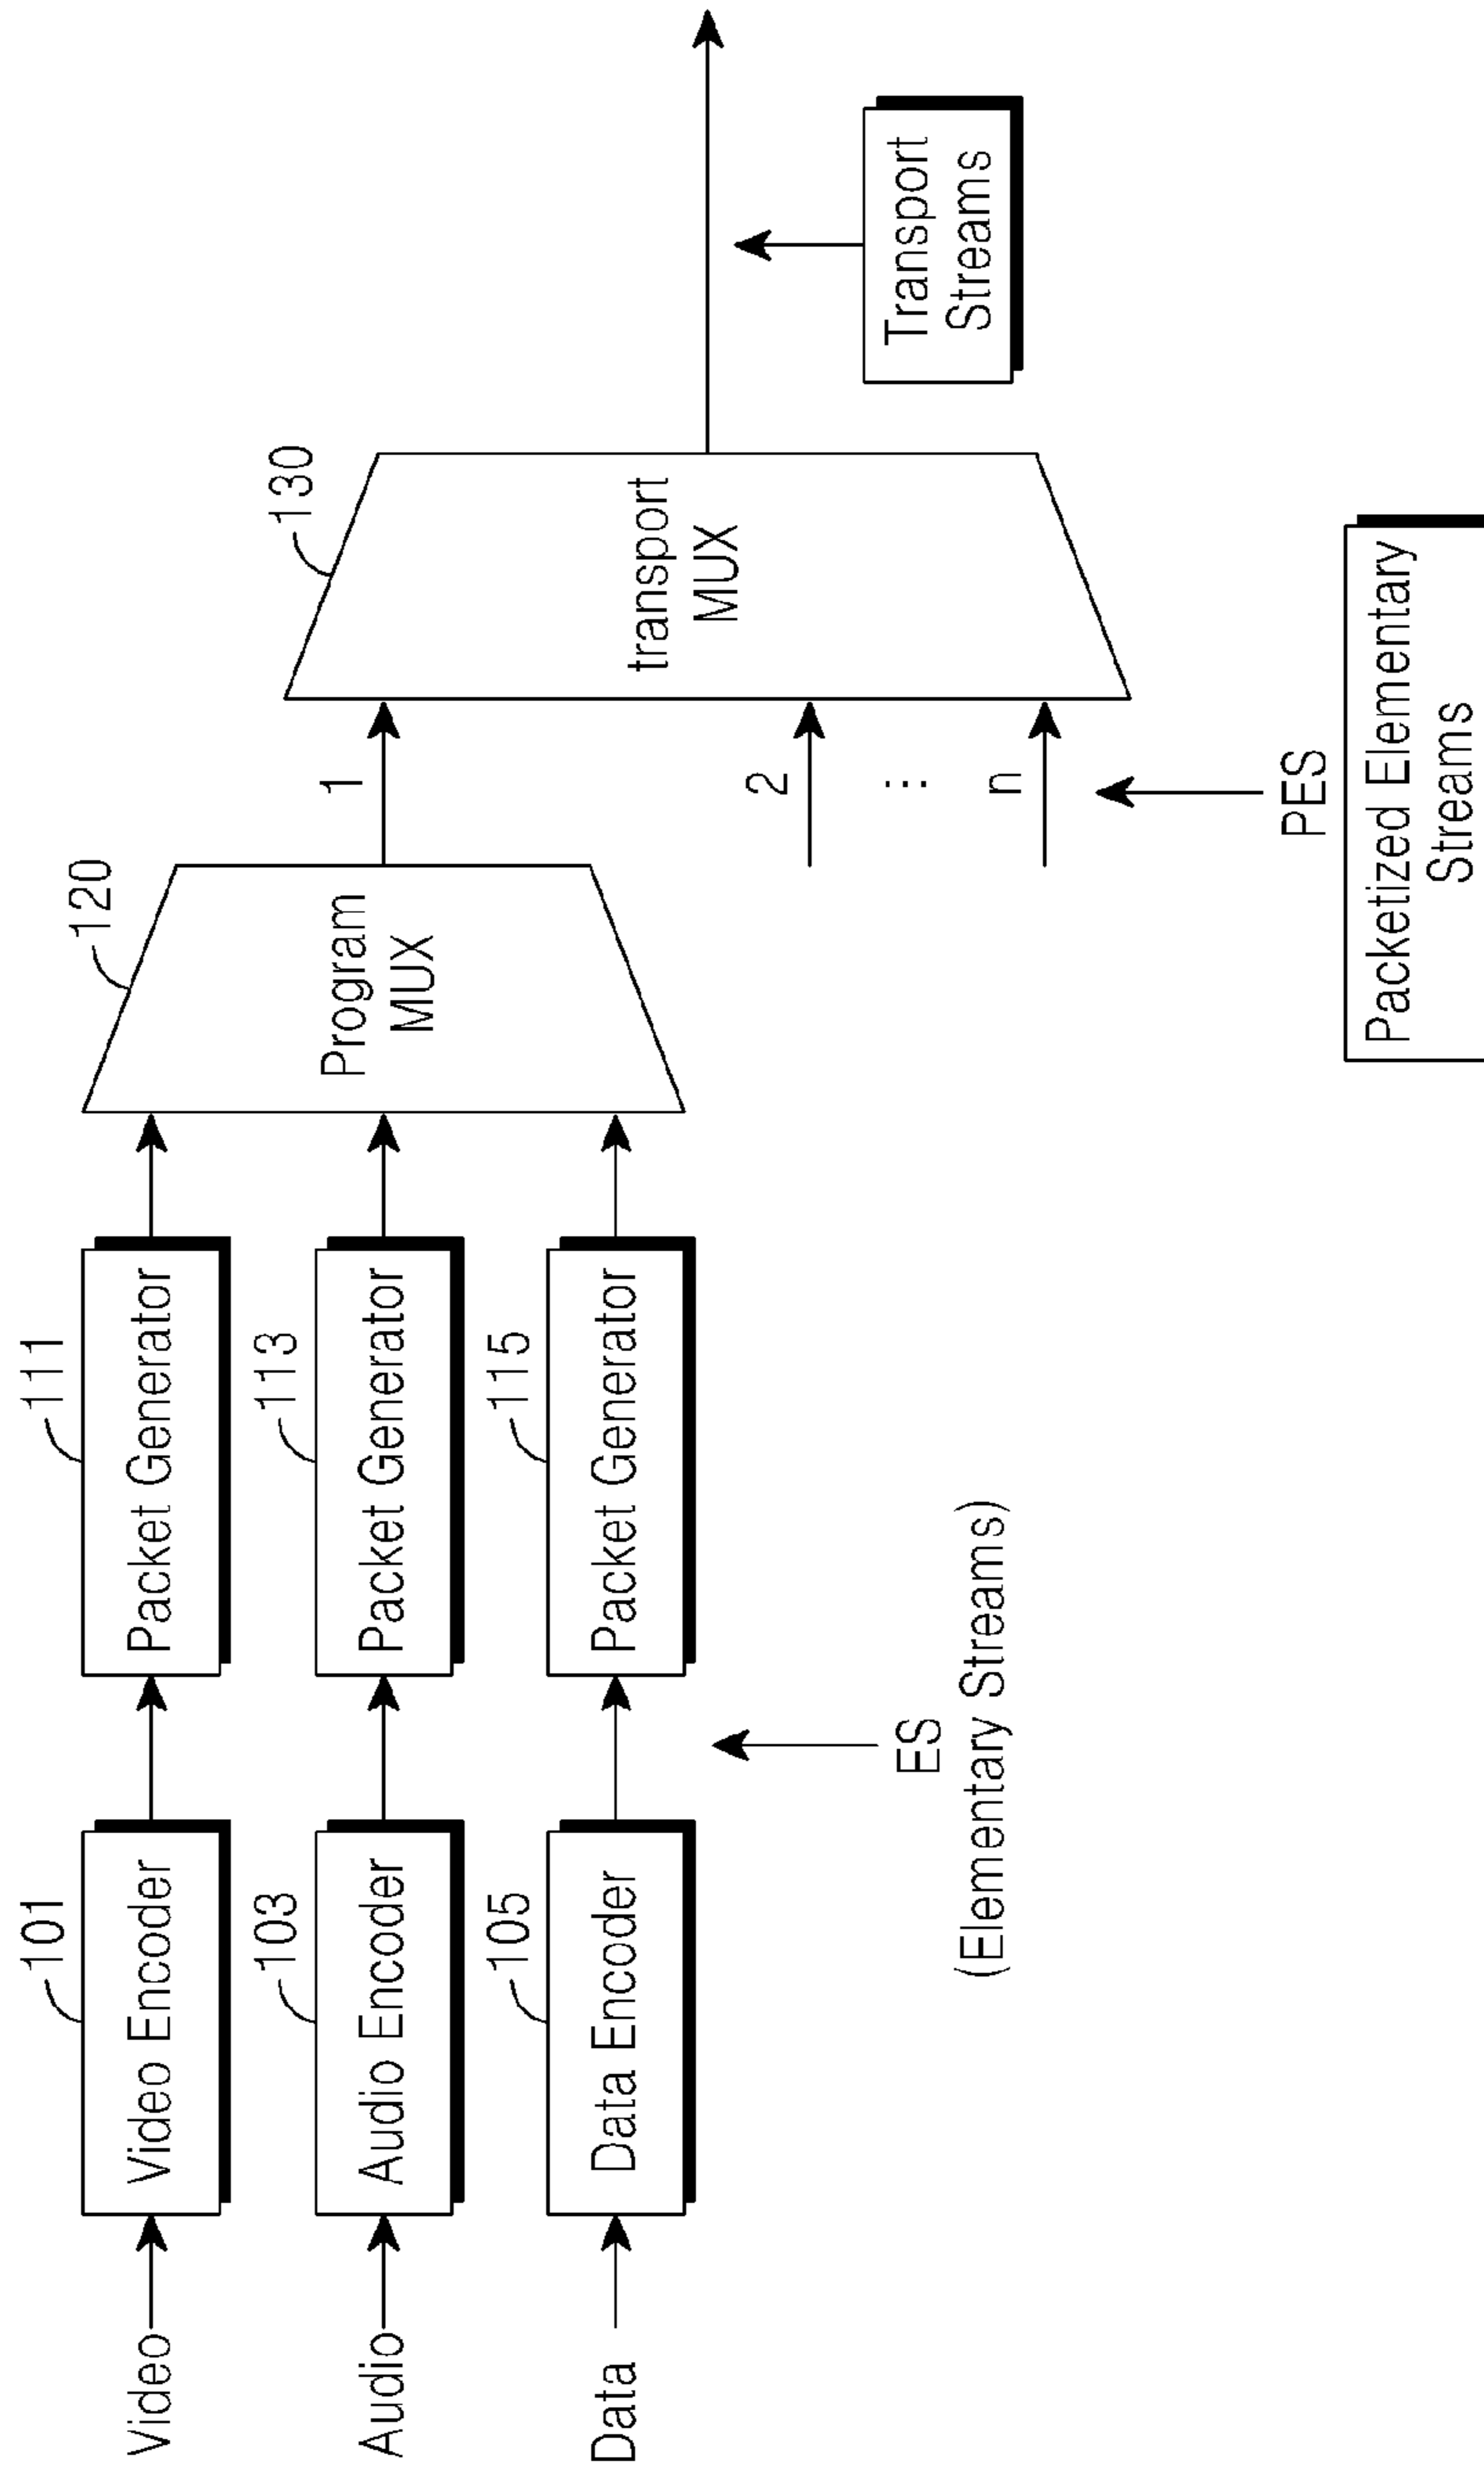 Video
101
Video Encoder
111
Packet Generator
120
Program
MUX
Audio
103
Audio Encoder
113
Packet Generator
Data
105
Data Encoder
115
Packet Generator
ES
(Elementary Streams)
1
2
⋮
n
130
transport
MUX
Transport
Streams
PES
Packetized Elementary
Streams